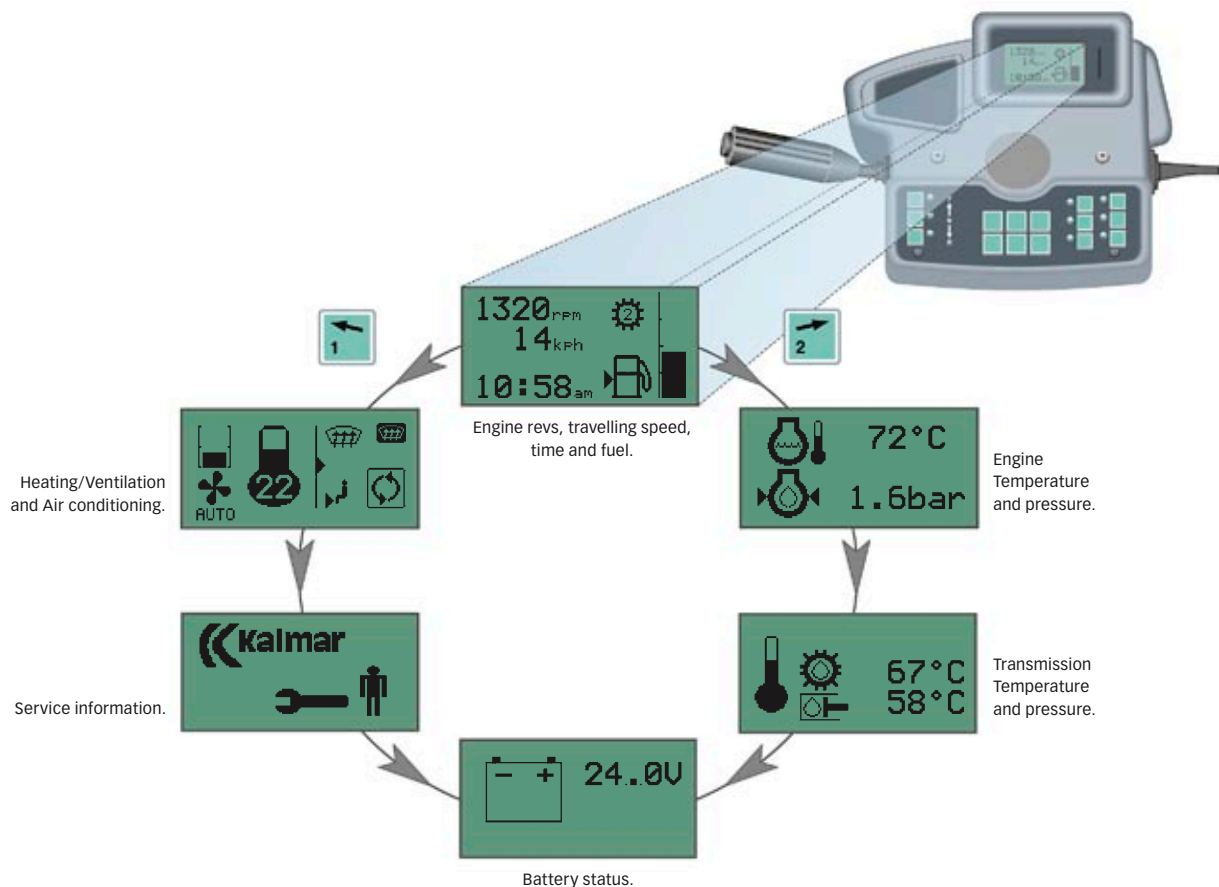 1320rpm 2
14kph
10:58am
1
2
Engine revs, travelling speed,
time and fuel.
22
AUTO
Heating/Ventilation
and Air conditioning.
72°C
1.6bar
Engine
Temperature
and pressure.
Kalmar
Service information.
67°C
58°C
Transmission
Temperature
and pressure.
- + 24.0V
Battery status.